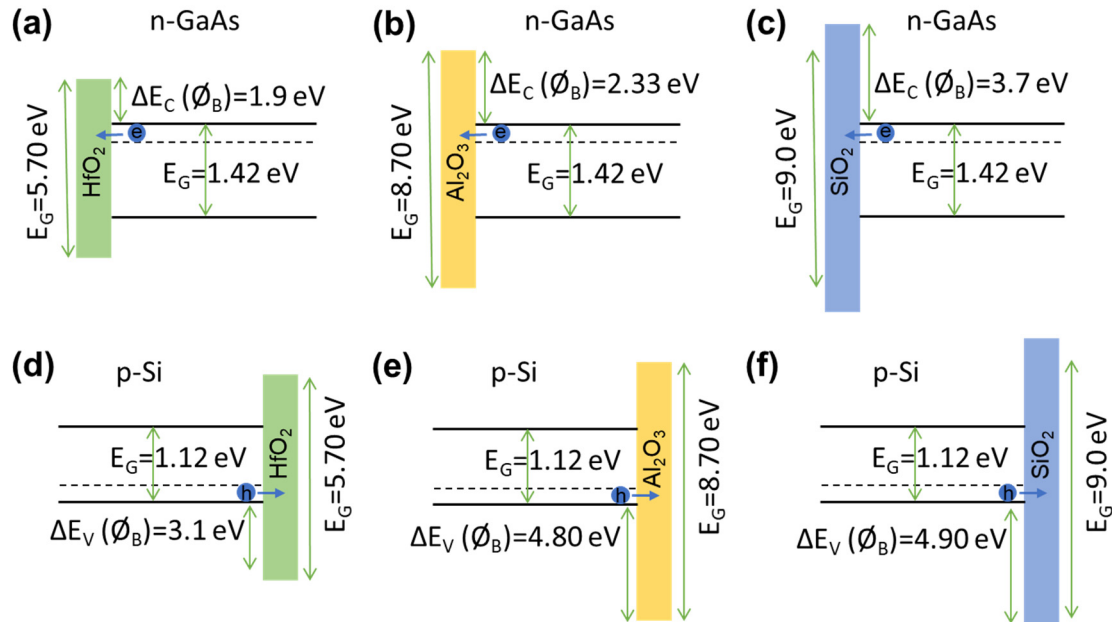 (a)
n-GaAs
ΔE_C (Ø_B)=1.9 eV
e
E_G=1.42 eV
HfO₂
E_G=5.70 eV
(b)
n-GaAs
ΔE_C (Ø_B)=2.33 eV
e
E_G=1.42 eV
Al₂O₃
E_G=8.70 eV
(c)
n-GaAs
ΔE_C (Ø_B)=3.7 eV
e
E_G=1.42 eV
SiO₂
E_G=9.0 eV
(d)
p-Si
E_G=1.12 eV
h
ΔE_V (Ø_B)=3.1 eV
HfO₂
E_G=5.70 eV
(e)
p-Si
E_G=1.12 eV
h
ΔE_V (Ø_B)=4.80 eV
Al₂O₃
E_G=8.70 eV
(f)
p-Si
E_G=1.12 eV
h
ΔE_V (Ø_B)=4.90 eV
SiO₂
E_G=9.0 eV